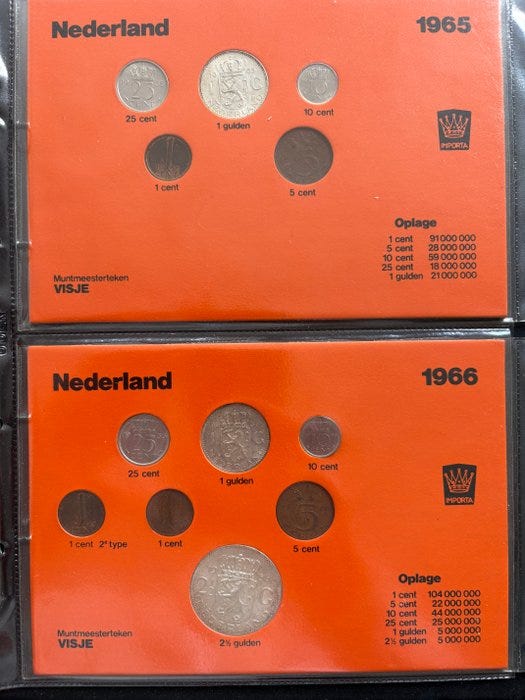 Nederland
1965
25 cent
1 gulden
10 cent
IMPORTA
1 cent
5 cent
Oplage
1 cent 91 000 000
5 cent 28 000 000
10 cent 59 000 000
25 cent 18 000 000
1 gulden 21 000 000
Muntmeesterteken
VISJE
Nederland
1966
25 cent
1 gulden
10 cent
IMPORTA
1 cent 2e type
1 cent
5 cent
2½ gulden
Oplage
1 cent 104 000 000
5 cent 22 000 000
10 cent 44 000 000
25 cent 25 000 000
1 gulden 5 000 000
2½ gulden 5 000 000
Muntmeesterteken
VISJE